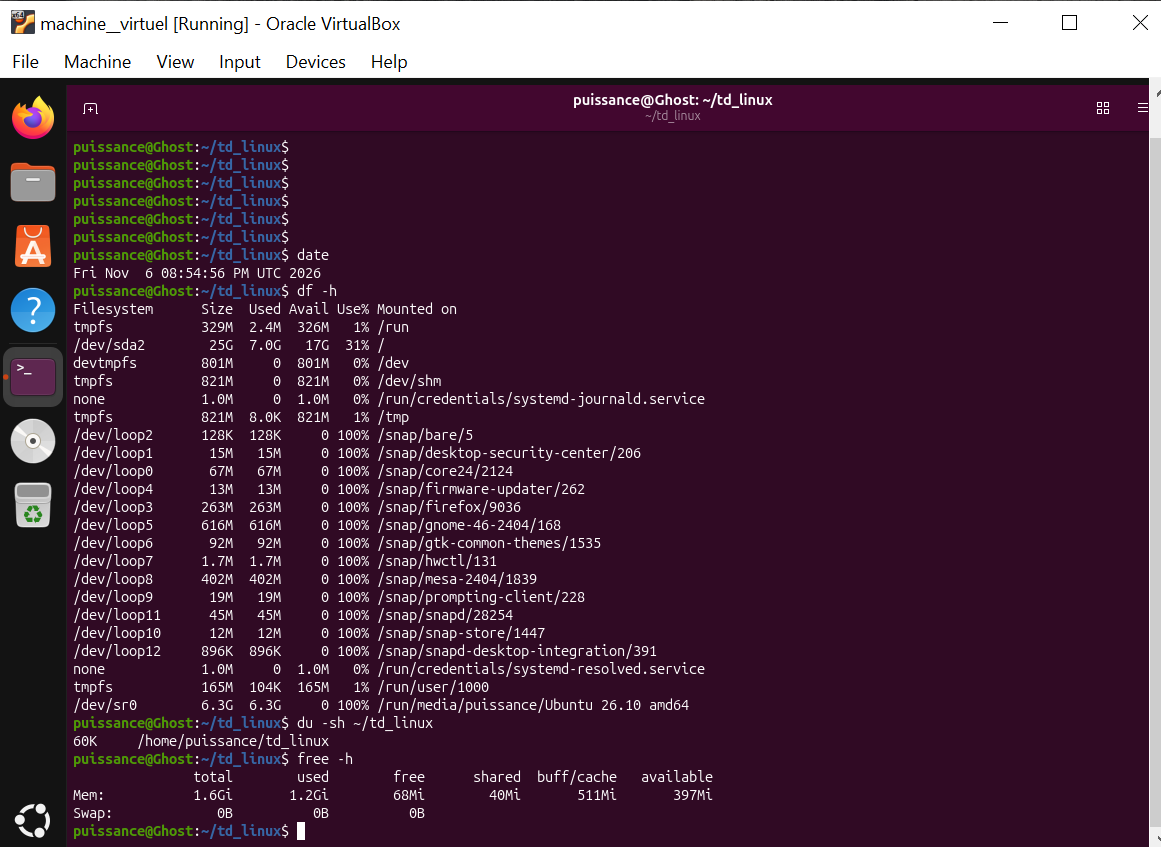 machine__virtuel [Running] - Oracle VirtualBox
File Machine View Input Devices Help
puissance@Ghost: ~/td_linux
~/td_linux
puissance@Ghost:~/td_linux$
puissance@Ghost:~/td_linux$
puissance@Ghost:~/td_linux$
puissance@Ghost:~/td_linux$
puissance@Ghost:~/td_linux$
puissance@Ghost:~/td_linux$
puissance@Ghost:~/td_linux$ date
Fri Nov  6 08:54:56 PM UTC 2026
puissance@Ghost:~/td_linux$ df -h
Filesystem      Size  Used Avail Use% Mounted on
tmpfs           329M  2.4M  326M   1% /run
/dev/sda2        25G  7.0G   17G  31% /
devtmpfs        801M     0  801M   0% /dev
tmpfs           821M     0  821M   0% /dev/shm
none            1.0M     0  1.0M   0% /run/credentials/systemd-journald.service
tmpfs           821M  8.0K  821M   1% /tmp
/dev/loop2      128K  128K     0 100% /snap/bare/5
/dev/loop1       15M   15M     0 100% /snap/desktop-security-center/206
/dev/loop0       67M   67M     0 100% /snap/core24/2124
/dev/loop4       13M   13M     0 100% /snap/firmware-updater/262
/dev/loop3      263M  263M     0 100% /snap/firefox/9036
/dev/loop5      616M  616M     0 100% /snap/gnome-46-2404/168
/dev/loop6       92M   92M     0 100% /snap/gtk-common-themes/1535
/dev/loop7      1.7M  1.7M     0 100% /snap/hwctl/131
/dev/loop8      402M  402M     0 100% /snap/mesa-2404/1839
/dev/loop9       19M   19M     0 100% /snap/prompting-client/228
/dev/loop11      45M   45M     0 100% /snap/snapd/28254
/dev/loop10      12M   12M     0 100% /snap/snap-store/1447
/dev/loop12     896K  896K     0 100% /snap/snapd-desktop-integration/391
none            1.0M     0  1.0M   0% /run/credentials/systemd-resolved.service
tmpfs           165M  104K  165M   1% /run/user/1000
/dev/sr0        6.3G  6.3G     0 100% /run/media/puissance/Ubuntu 26.10 amd64
puissance@Ghost:~/td_linux$ du -sh ~/td_linux
60K     /home/puissance/td_linux
puissance@Ghost:~/td_linux$ free -h
               total        used        free      shared  buff/cache   available
Mem:           1.6Gi       1.2Gi        68Mi        40Mi       511Mi       397Mi
Swap:             0B          0B          0B
puissance@Ghost:~/td_linux$